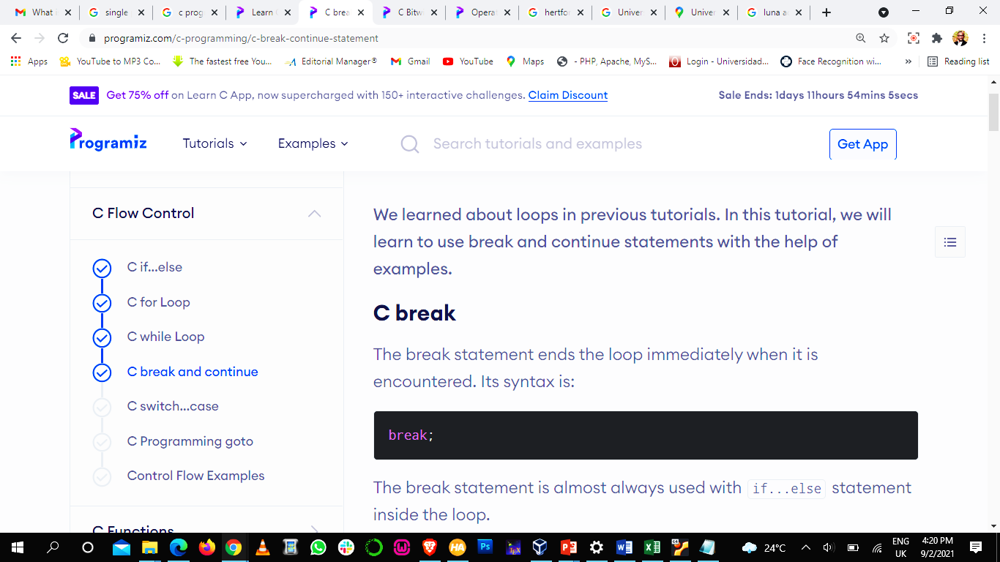 What i
single
c prog
Learn
C brea
C Bitw
Operat
hertfor
Univer
Univer
luna a
programiz.com/c-programming/c-break-continue-statement
Apps
YouTube to MP3 Co...
The fastest free You...
Editorial Manager®
Gmail
YouTube
Maps
- PHP, Apache, MyS...
Login - Universidad...
Face Recognition wi...
»
Reading list
SALE Get 75% off on Learn C App, now supercharged with 150+ interactive challenges. Claim Discount
Sale Ends: 1days 11hours 54mins 5secs
Programiz
Tutorials
Examples
Search tutorials and examples
Get App
C Flow Control
C if...else
C for Loop
C while Loop
C break and continue
C switch...case
C Programming goto
Control Flow Examples
C Functions
We learned about loops in previous tutorials. In this tutorial, we will
learn to use break and continue statements with the help of
examples.
C break
The break statement ends the loop immediately when it is
encountered. Its syntax is:
break;
The break statement is almost always used with if...else statement
inside the loop.
24°C
ENG
UK
4:20 PM
9/2/2021